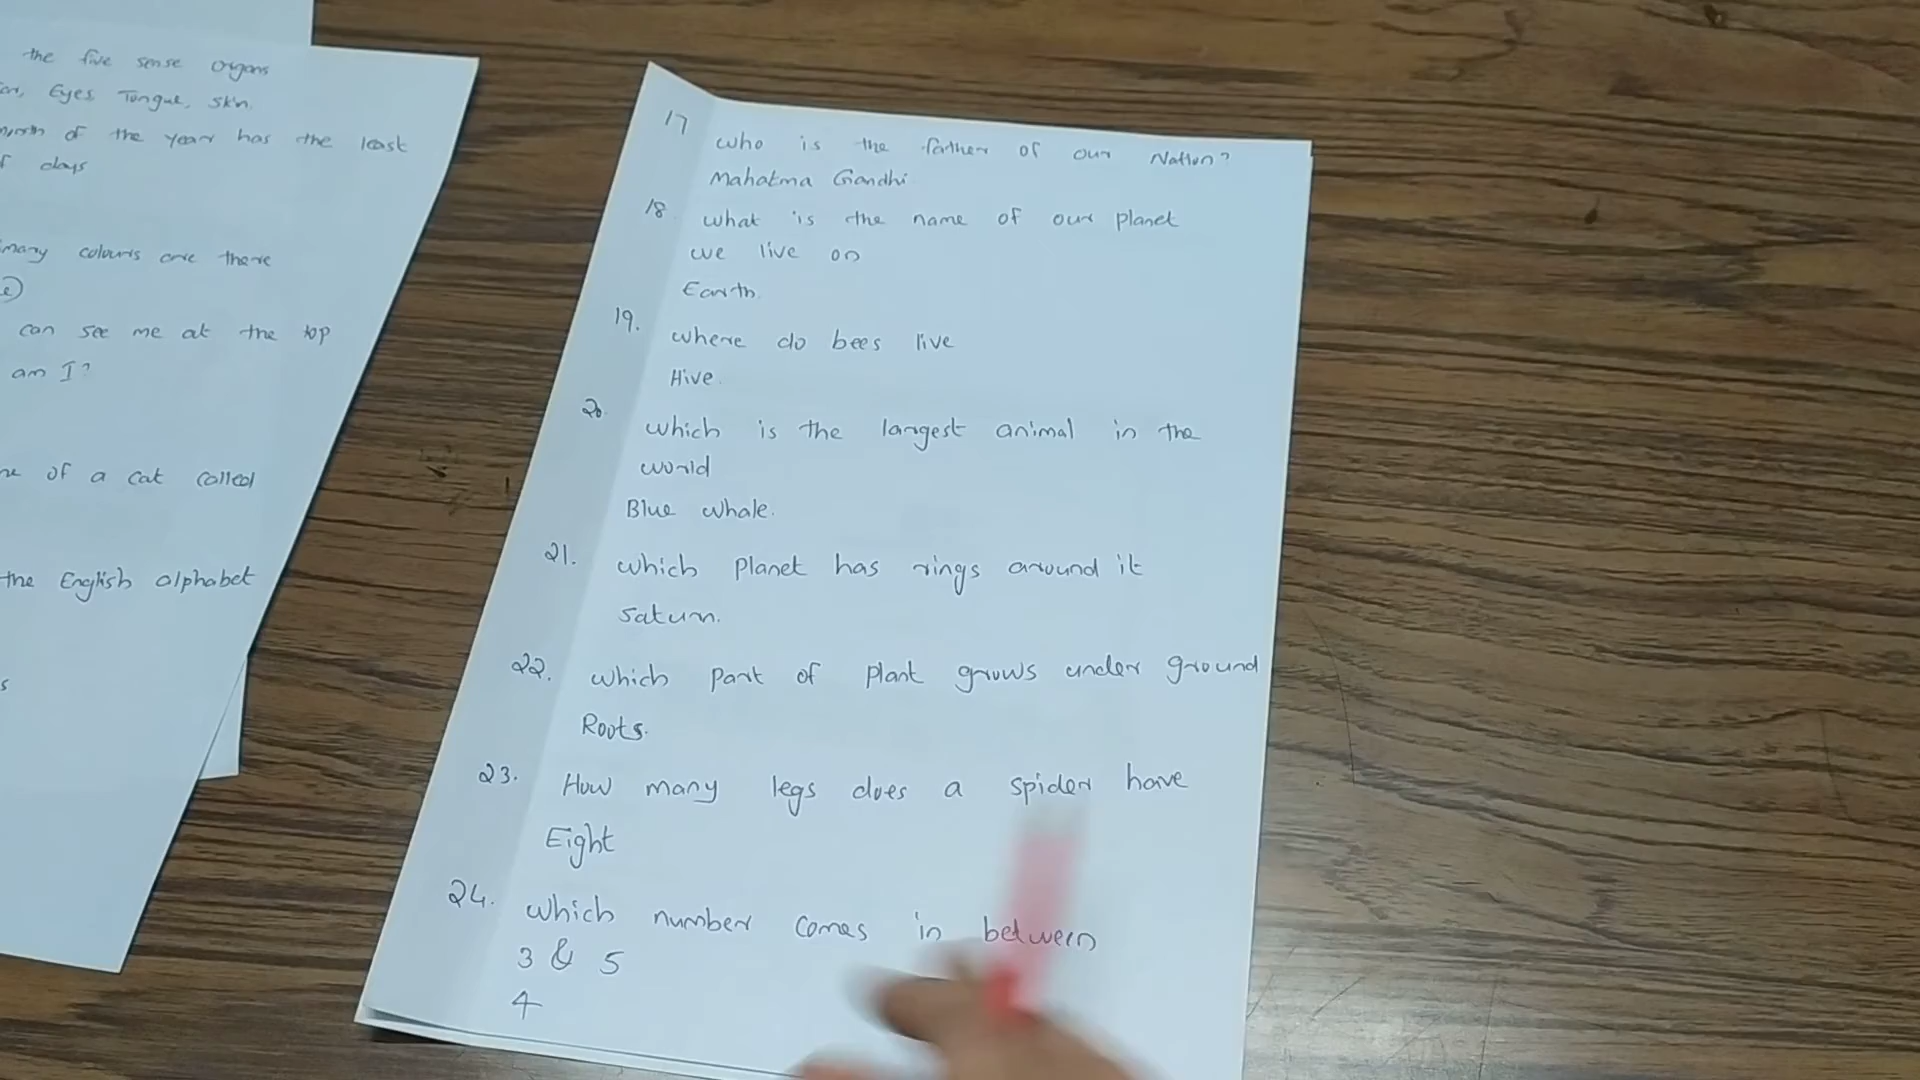 the five sense organs
Eyes, Tongue, Skin.
of the year has the least
days
many colours are there
can see me at the top
am I?
of a cat called
the English alphabet
s
17
who is the father of our Nation?
Mahatma Gandhi
18. what is the name of our planet
we live on
Earth.
19. where do bees live
Hive.
20. which is the largest animal in the
world
Blue whale.
21. which planet has rings around it
saturn.
22. which part of plant grows under ground
Roots.
23. How many legs does a spider have
Eight
24. which number comes in between
3 & 5
4